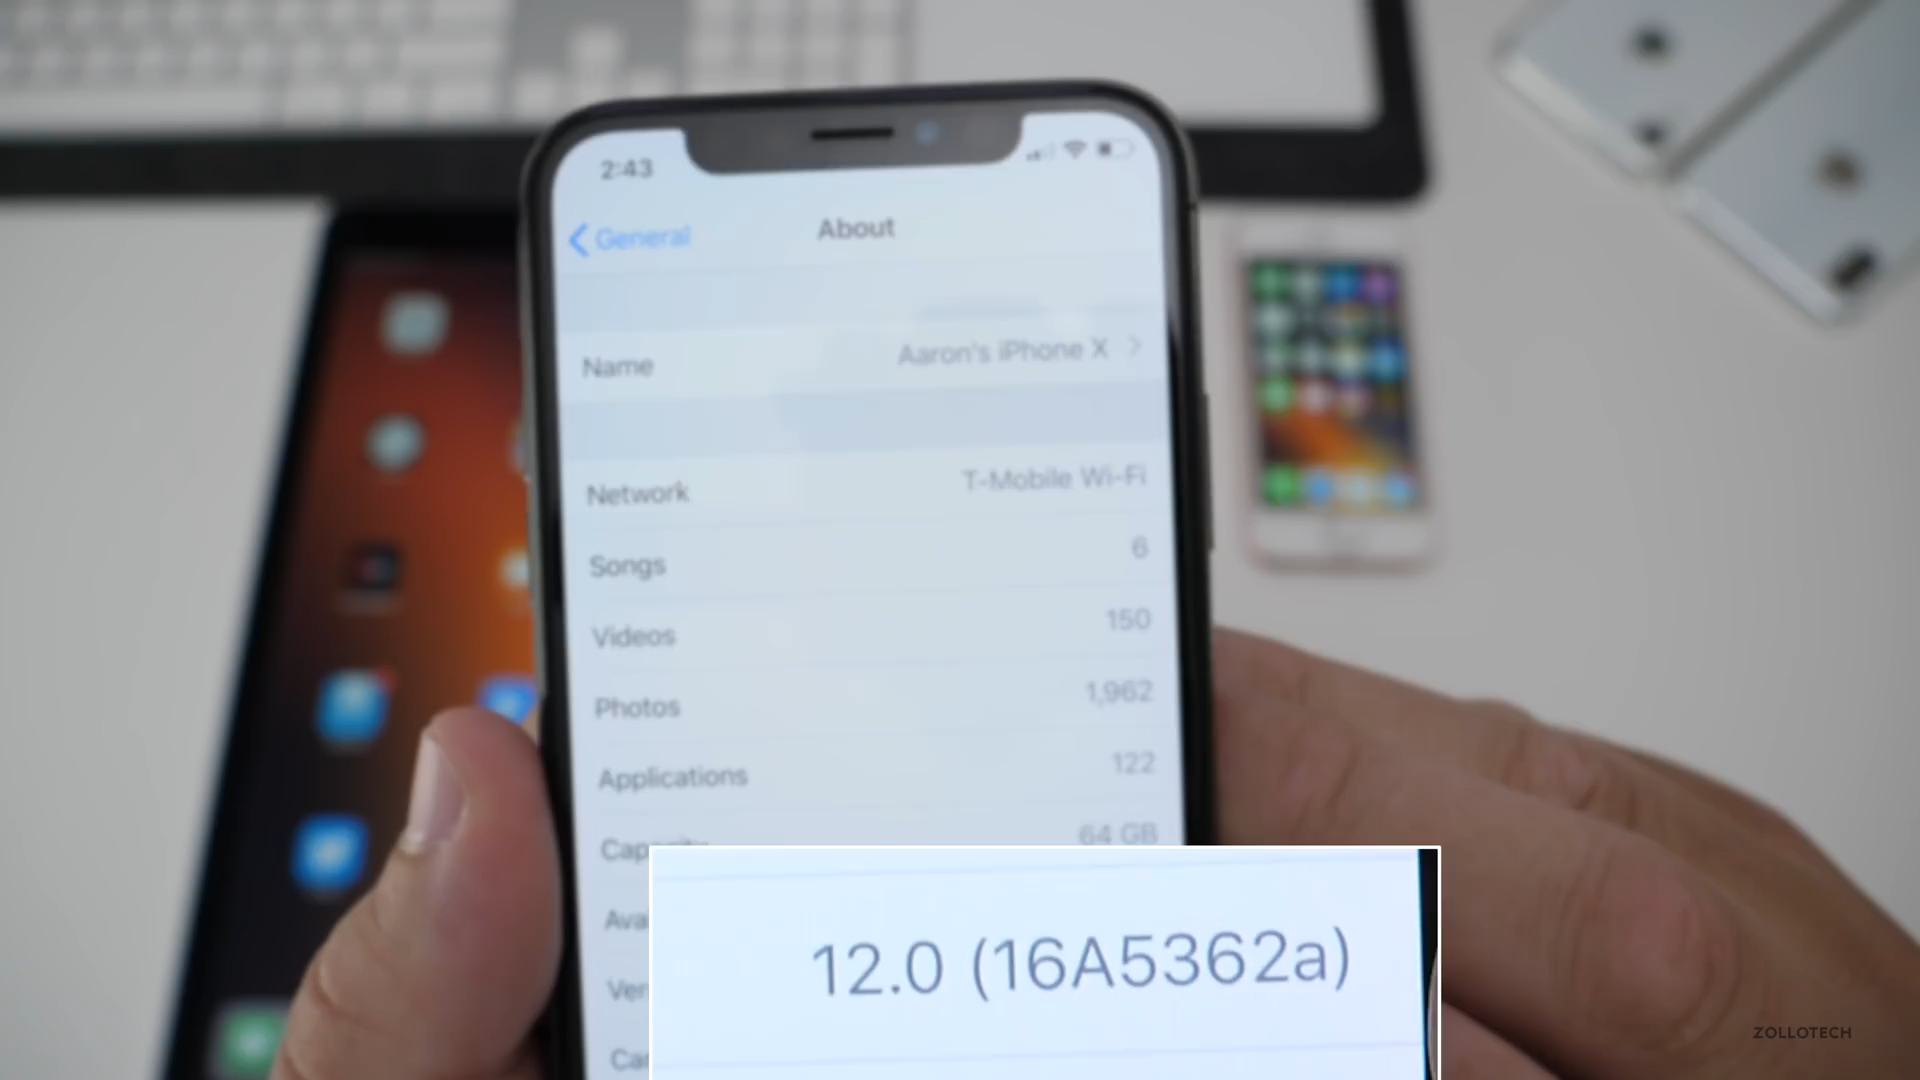 2:43
General
About
Name
Aaron's iPhone X
Network
T-Mobile Wi-Fi
Songs
6
Videos
150
Photos
1,962
Applications
122
64 GB
12.0 (16A5362a)
ZOLLOTECH